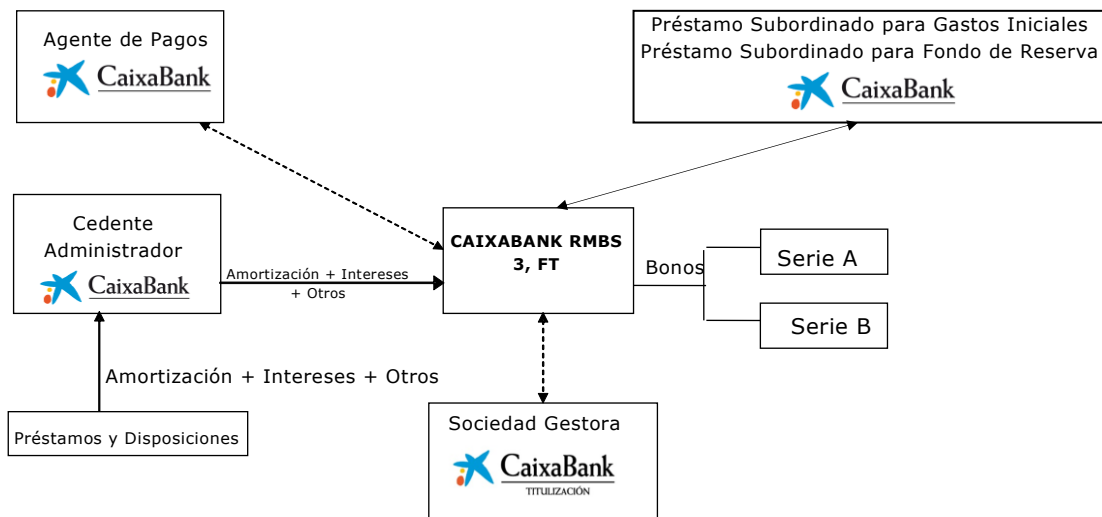 Agente de Pagos
CaixaBank
Préstamo Subordinado para Gastos Iniciales
Préstamo Subordinado para Fondo de Reserva
CaixaBank
Cedente
Administrador
CaixaBank
Amortización + Intereses
+ Otros
CAIXABANK RMBS
3, FT
Bonos
Serie A
Serie B
Amortización + Intereses + Otros
Préstamos y Disposiciones
Sociedad Gestora
CaixaBank
TITULIZACIÓN